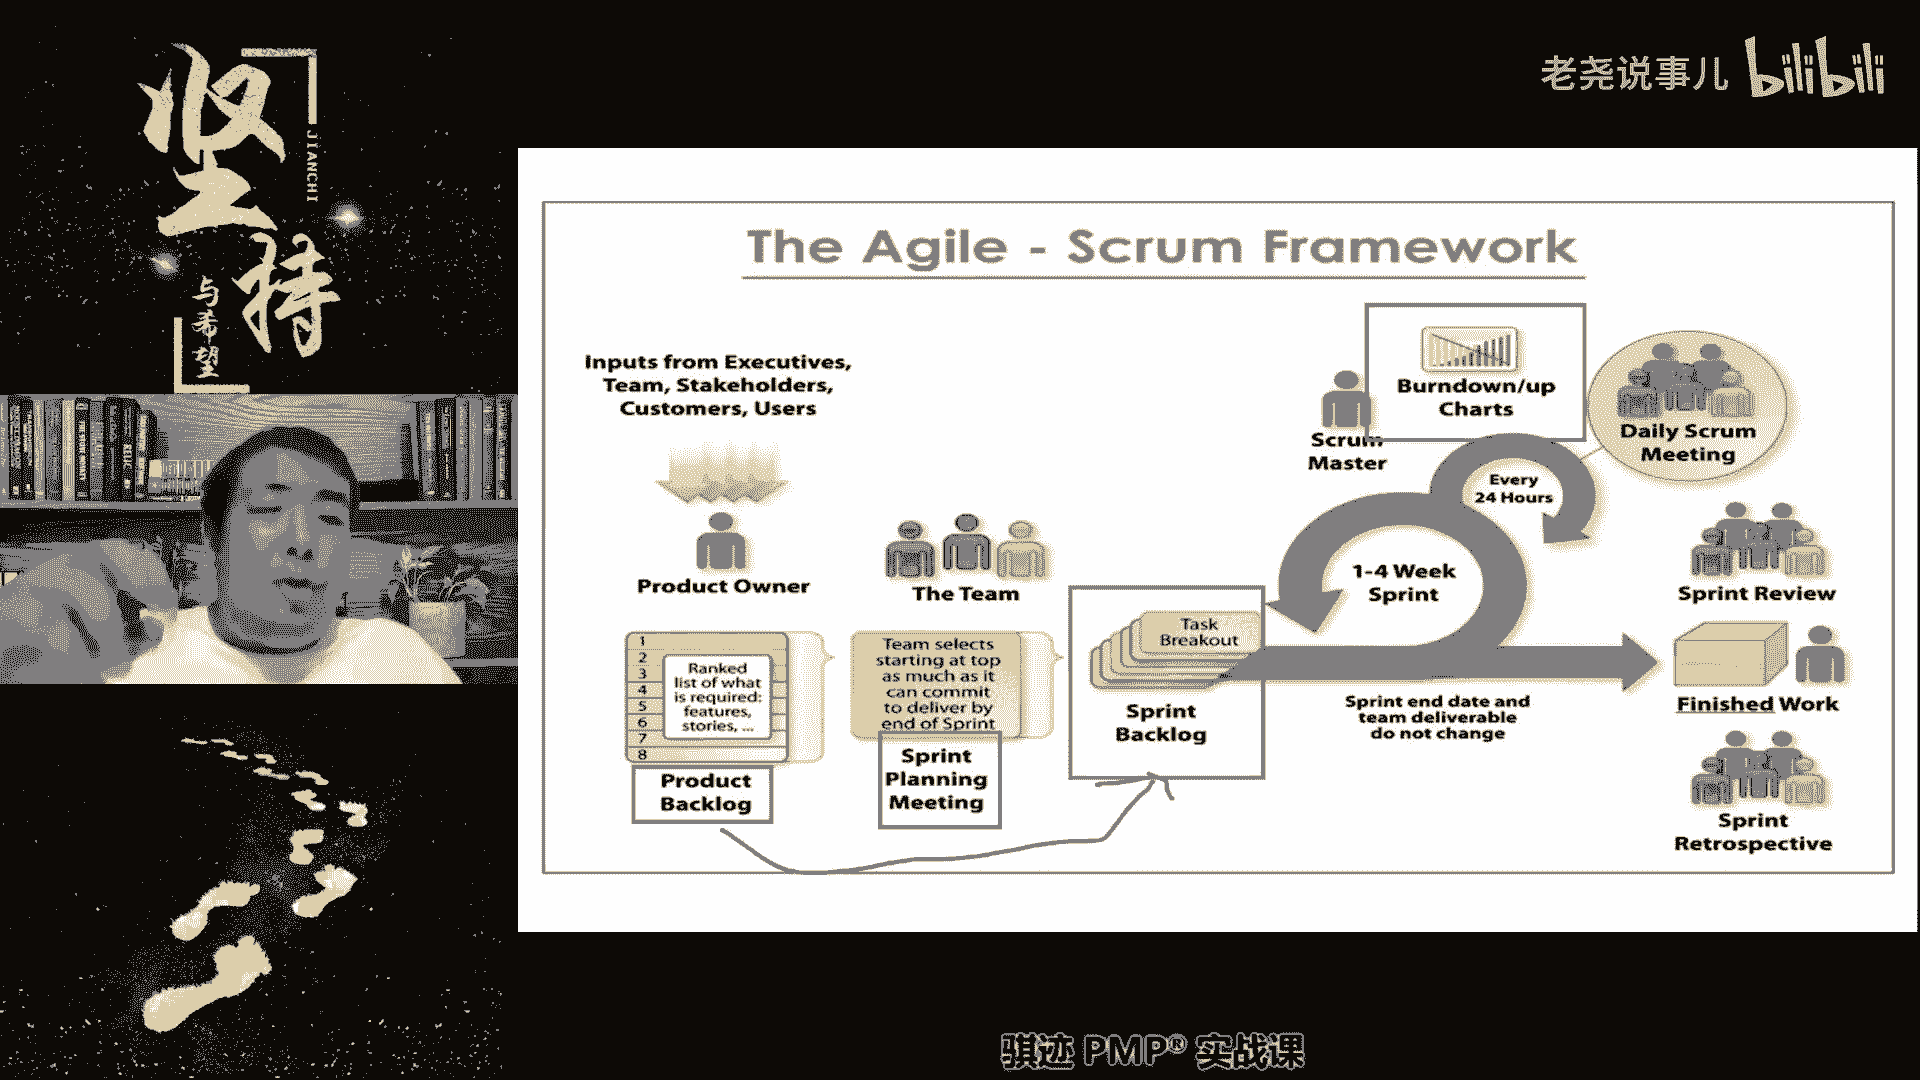 坚持
JIANCHI
与希望
老尧说事儿 bilibili
The Agile - Scrum Framework
Inputs from Executives,
Team, Stakeholders,
Customers, Users
Product Owner
The Team
1
2
3
4
5
6
7
8
Ranked
list of what
is required:
features,
stories, ...
Product
Backlog
Team selects
starting at top
as much as it
can commit
to deliver by
end of Sprint
Sprint
Planning
Meeting
Task
Breakout
Sprint
Backlog
Scrum
Master
Burndown/up
Charts
Every
24 Hours
1-4 Week
Sprint
Daily Scrum
Meeting
Sprint end date and
team deliverable
do not change
Sprint Review
Finished Work
Sprint
Retrospective
骐迹 PMP® 实战课